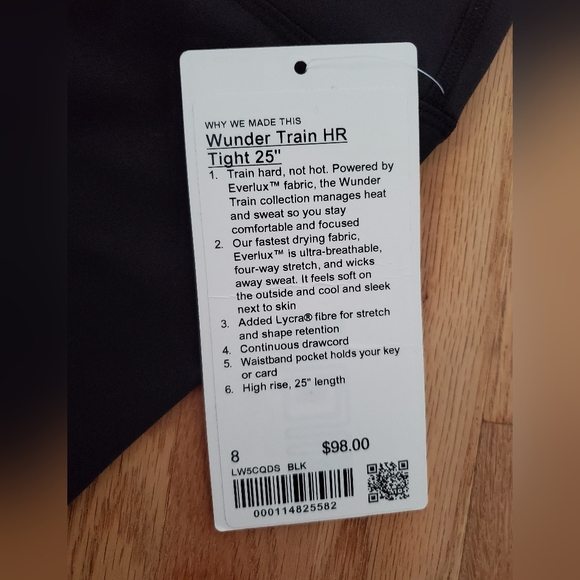 WHY WE MADE THIS
Wunder Train HR
Tight 25"
1. Train hard, not hot. Powered by
Everlux™ fabric, the Wunder
Train collection manages heat
and sweat so you stay
comfortable and focused
2. Our fastest drying fabric,
Everlux™ is ultra-breathable,
four-way stretch, and wicks
away sweat. It feels soft on
the outside and cool and sleek
next to skin
3. Added Lycra® fibre for stretch
and shape retention
4. Continuous drawcord
5. Waistband pocket holds your key
or card
6. High rise, 25" length
8 $98.00
LW5CQDS BLK
000114825582